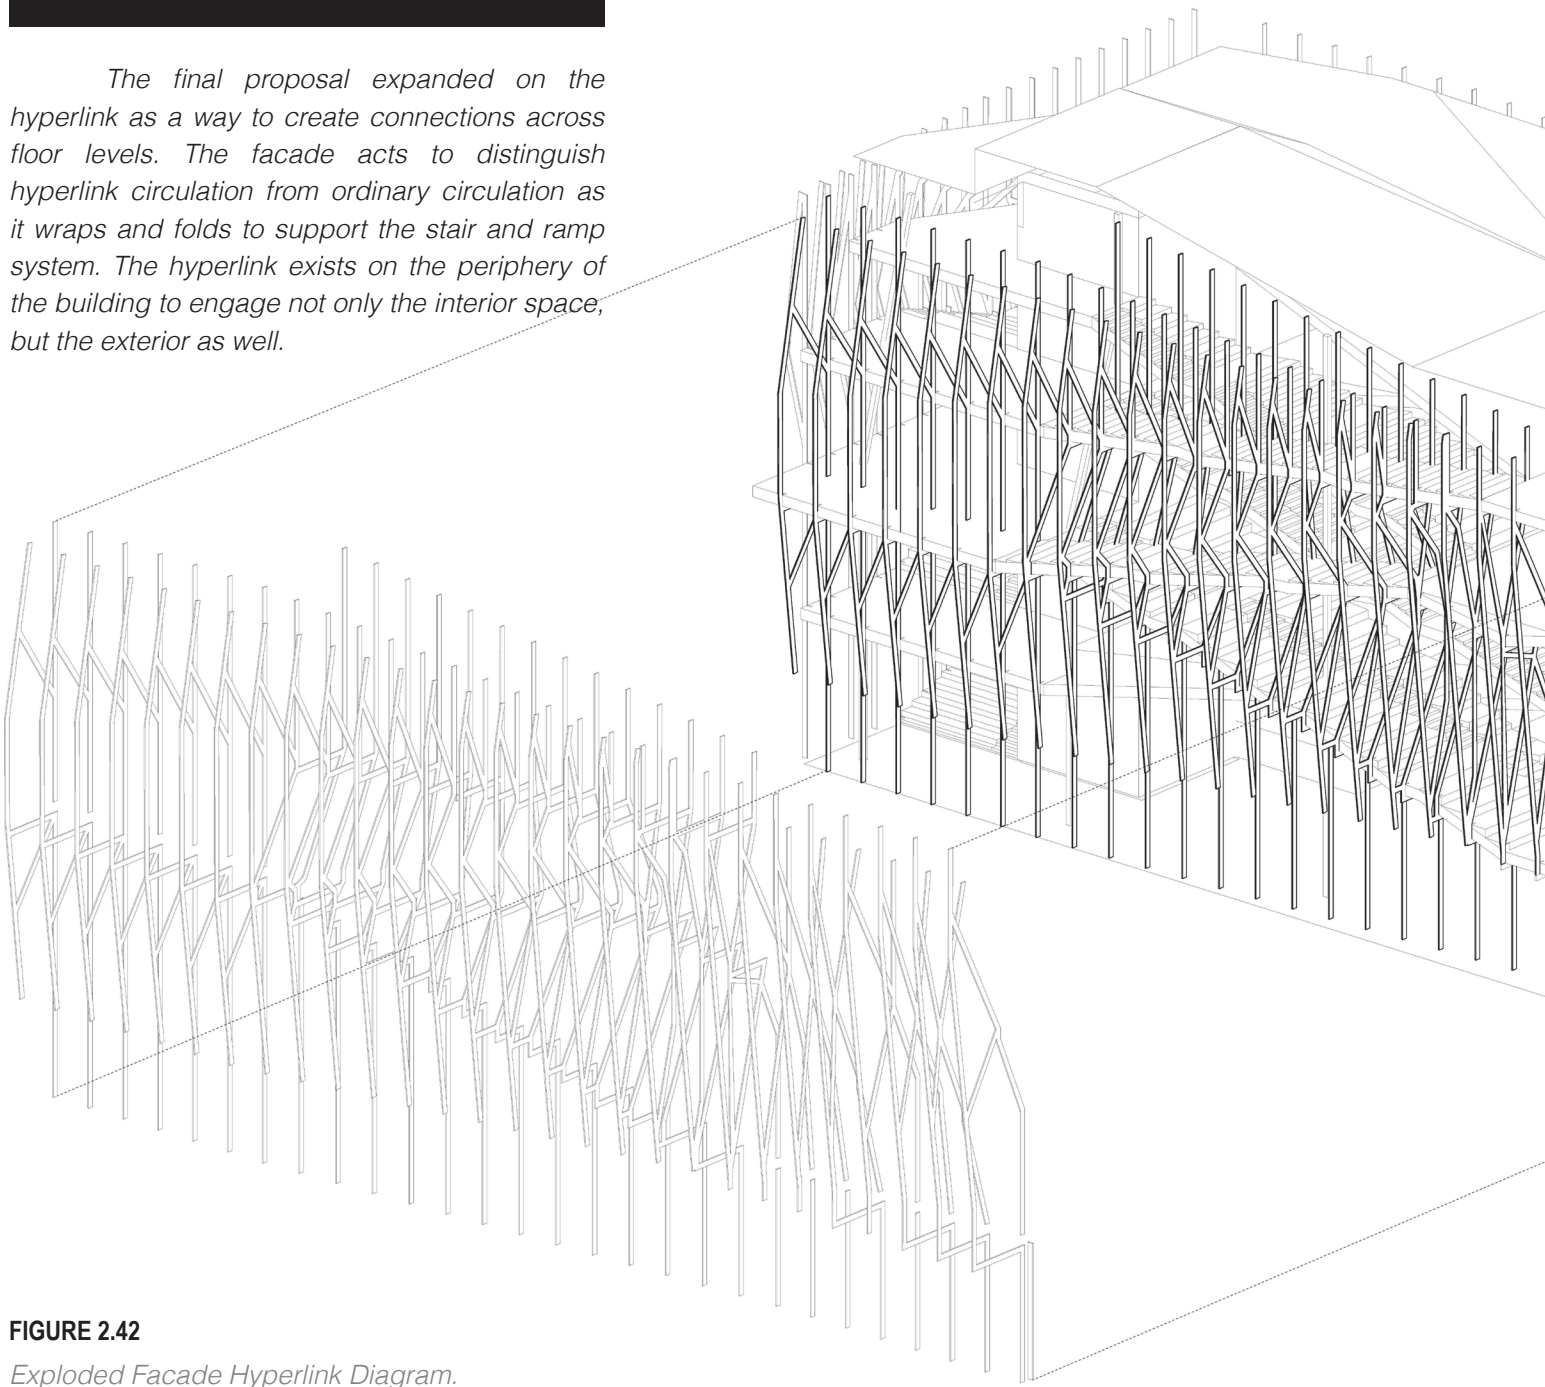 The final proposal expanded on the
hyperlink as a way to create connections across
floor levels. The facade acts to distinguish
hyperlink circulation from ordinary circulation as
it wraps and folds to support the stair and ramp
system. The hyperlink exists on the periphery of
the building to engage not only the interior space,
but the exterior as well.
FIGURE 2.42
Exploded Facade Hyperlink Diagram.